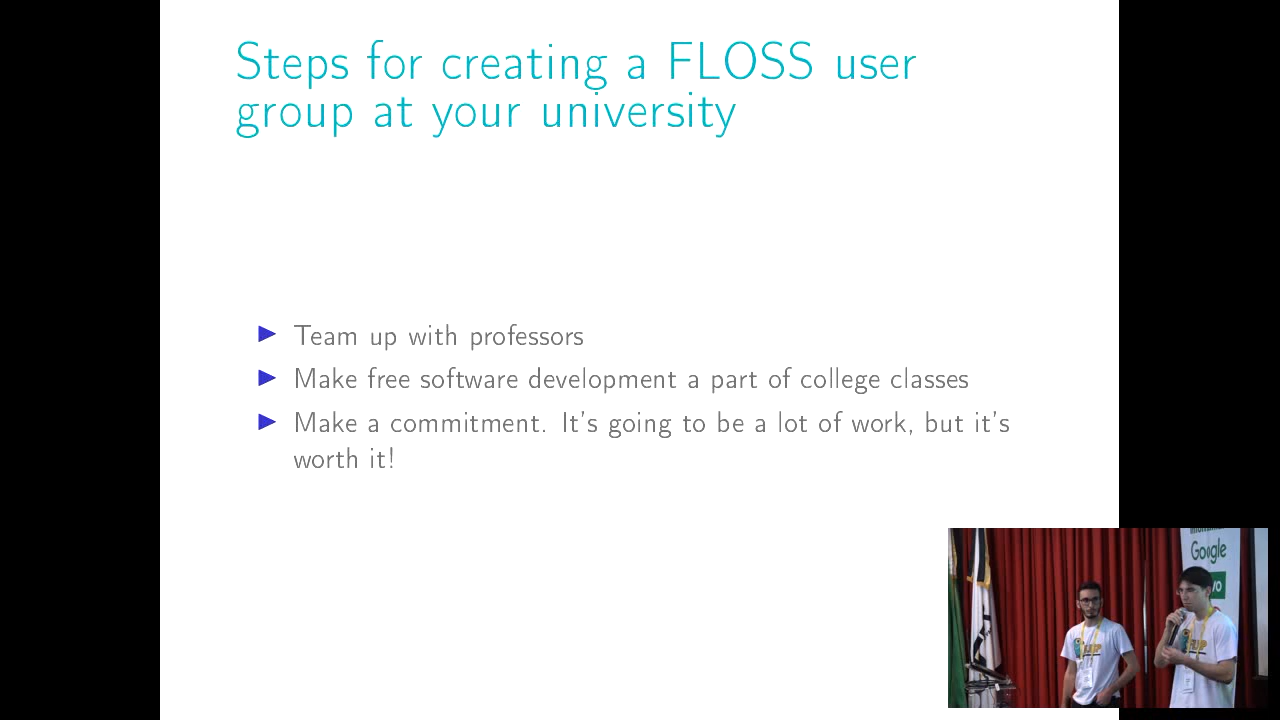 Steps for creating a FLOSS user
group at your university
Team up with professors
Make free software development a part of college classes
Make a commitment. It's going to be a lot of work, but it's
worth it!
Google